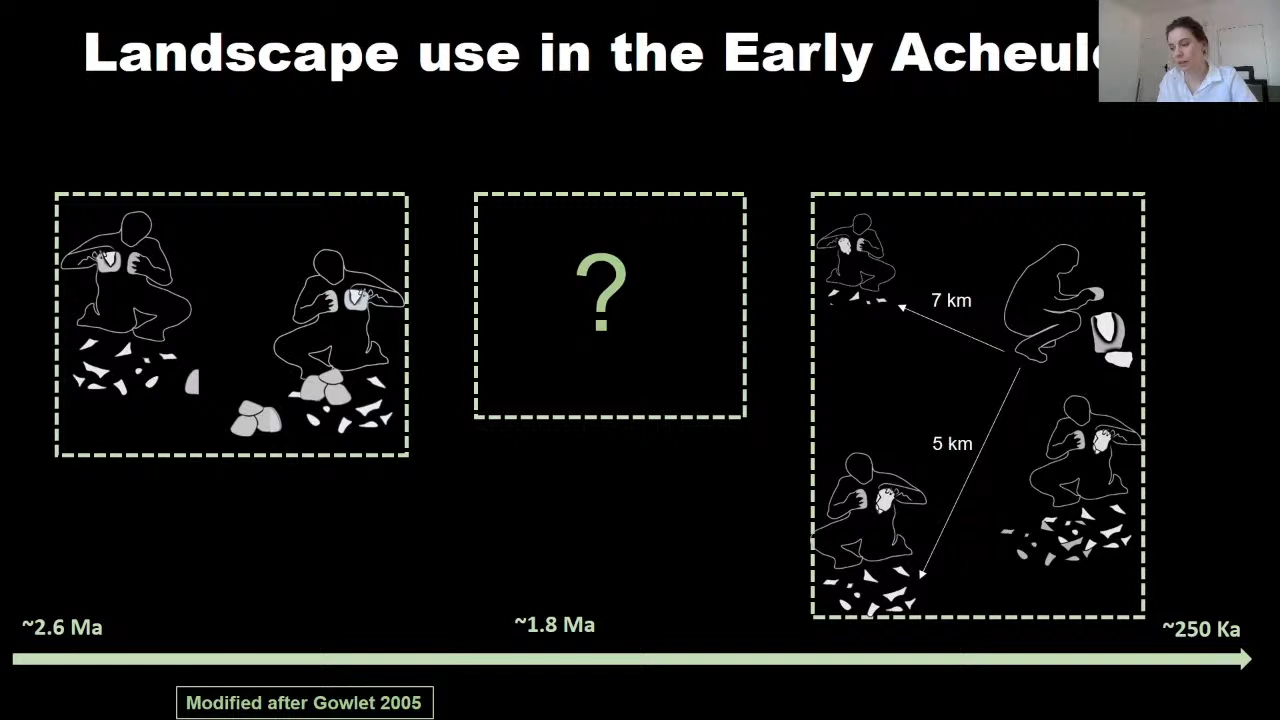 Landscape use in the Early Acheule
?
7 km
5 km
~2.6 Ma
~1.8 Ma
~250 Ka
Modified after Gowlet 2005